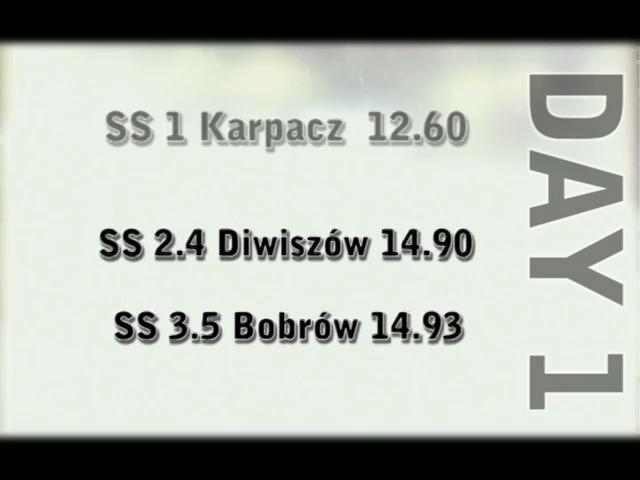 SS 1 Karpacz 12.60
SS 2.4 Diwiszów 14.90
SS 3.5 Bobrów 14.93
DAY 1